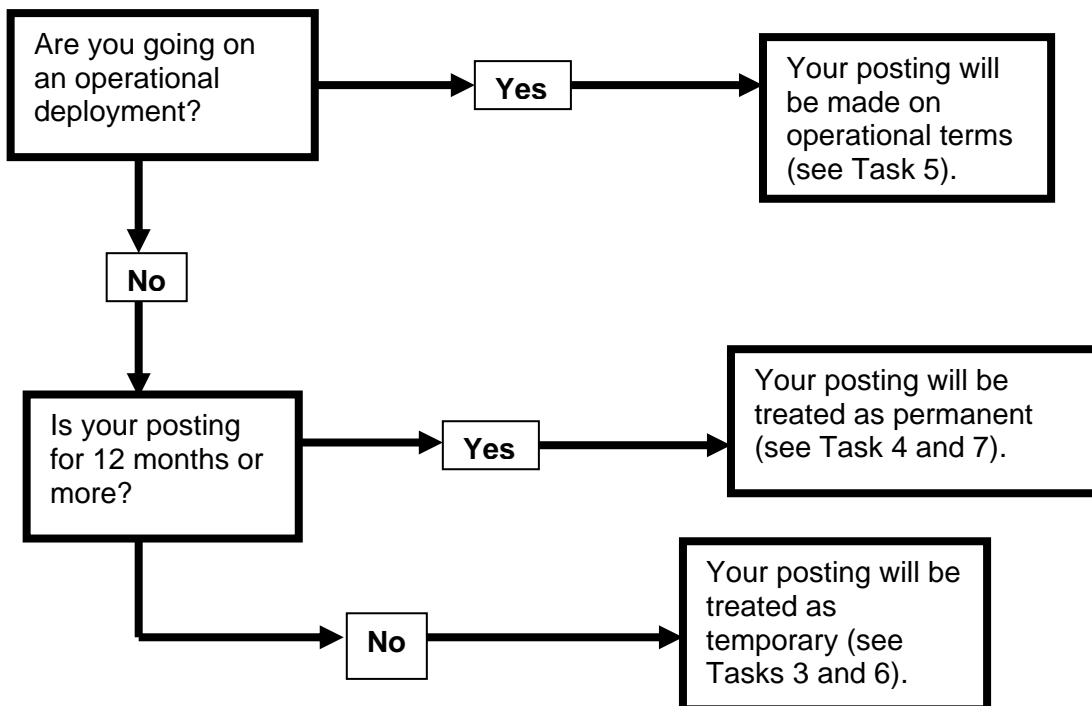 Are you going on
an operational
deployment?
Yes
Your posting will
be made on
operational terms
(see Task 5).
No
Is your posting
for 12 months or
more?
Yes
Your posting will be
treated as permanent
(see Task 4 and 7).
No
Your posting will be
treated as
temporary (see
Tasks 3 and 6).